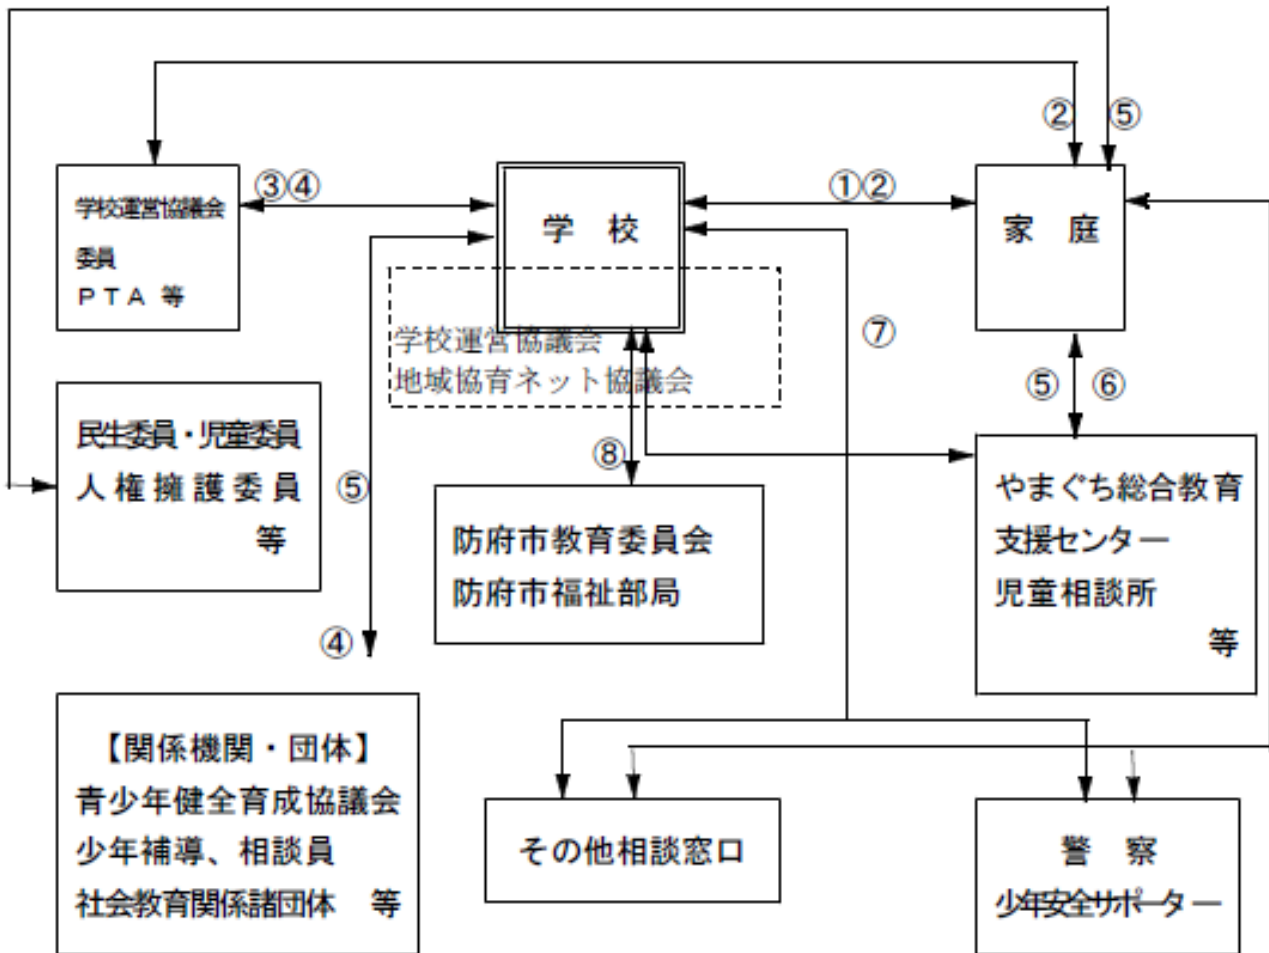 ② ⑤
③④
①②
学校運営協議会
委員
ＰＴＡ 等
学　校
家　庭
学校運営協議会
地域協育ネット協議会
⑦
⑤ ⑥
民生委員・児童委員
人権擁護委員
等
⑤
⑧
防府市教育委員会
防府市福祉部局
やまぐち総合教育
支援センター
児童相談所
等
④
【関係機関・団体】
青少年健全育成協議会
少年補導、相談員
社会教育関係諸団体　等
その他相談窓口
警　察
少年安全サポーター